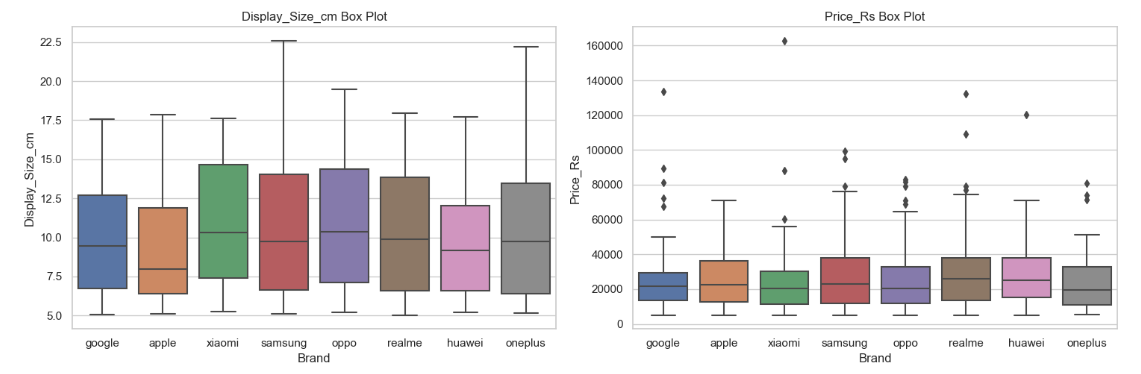 Display_Size_cm Box Plot
22.5
20.0
17.5
15.0
12.5
10.0
7.5
5.0
Display_Size_cm
google apple xiaomi samsung oppo realme huawei oneplus
Brand
Price_Rs Box Plot
160000
140000
120000
100000
80000
60000
40000
20000
0
Price_Rs
google apple xiaomi samsung oppo realme huawei oneplus
Brand